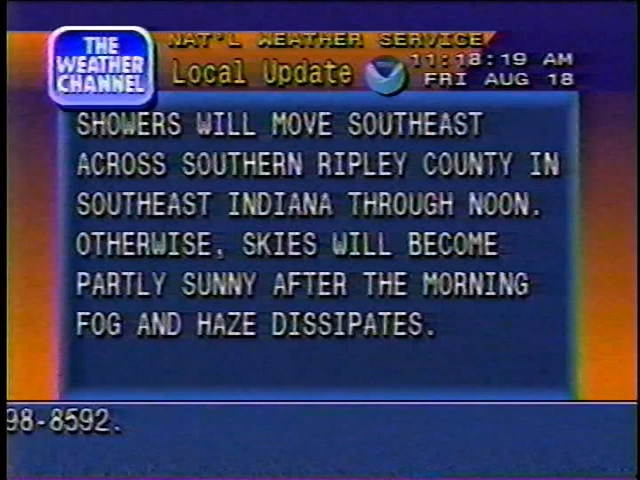 THE
WEATHER
CHANNEL
NAT'L WEATHER SERVICE
Local Update
11:18:19 AM
FRI AUG 18
SHOWERS WILL MOVE SOUTHEAST
ACROSS SOUTHERN RIPLEY COUNTY IN
SOUTHEAST INDIANA THROUGH NOON.
OTHERWISE, SKIES WILL BECOME
PARTLY SUNNY AFTER THE MORNING
FOG AND HAZE DISSIPATES.
98-8592.